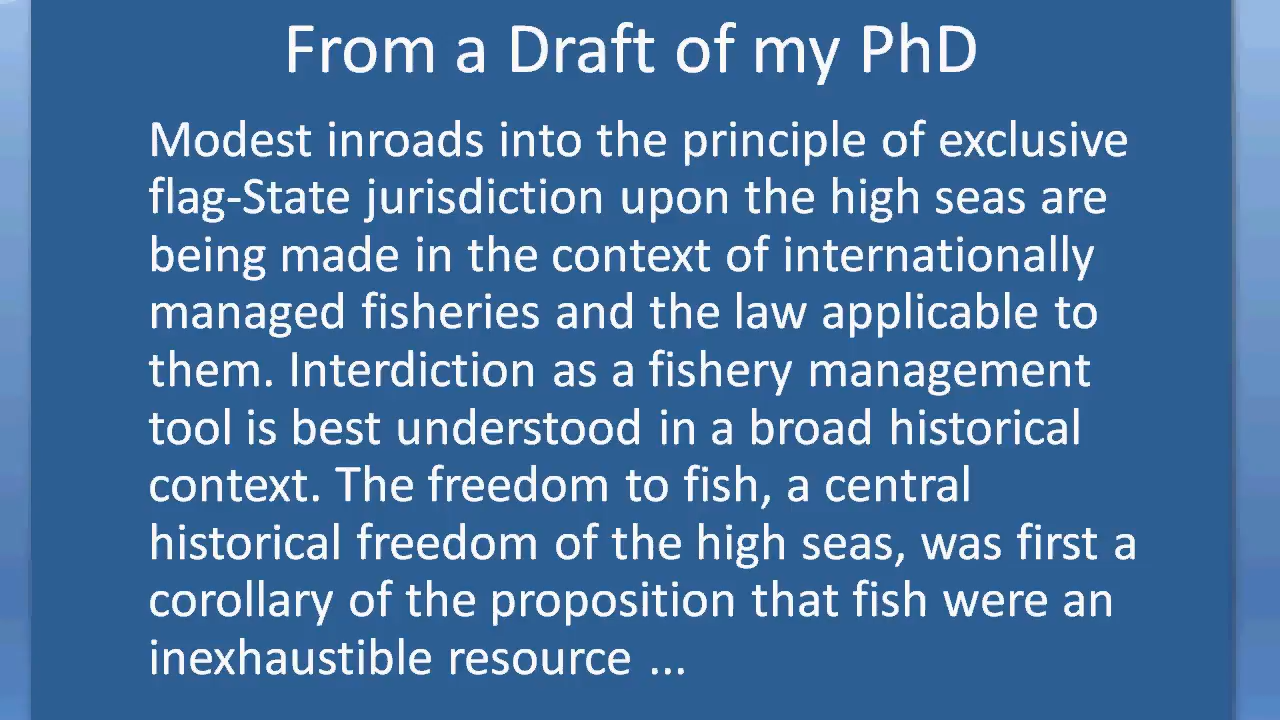 From a Draft of my PhD
Modest inroads into the principle of exclusive
flag-State jurisdiction upon the high seas are
being made in the context of internationally
managed fisheries and the law applicable to
them. Interdiction as a fishery management
tool is best understood in a broad historical
context. The freedom to fish, a central
historical freedom of the high seas, was first a
corollary of the proposition that fish were an
inexhaustible resource ...